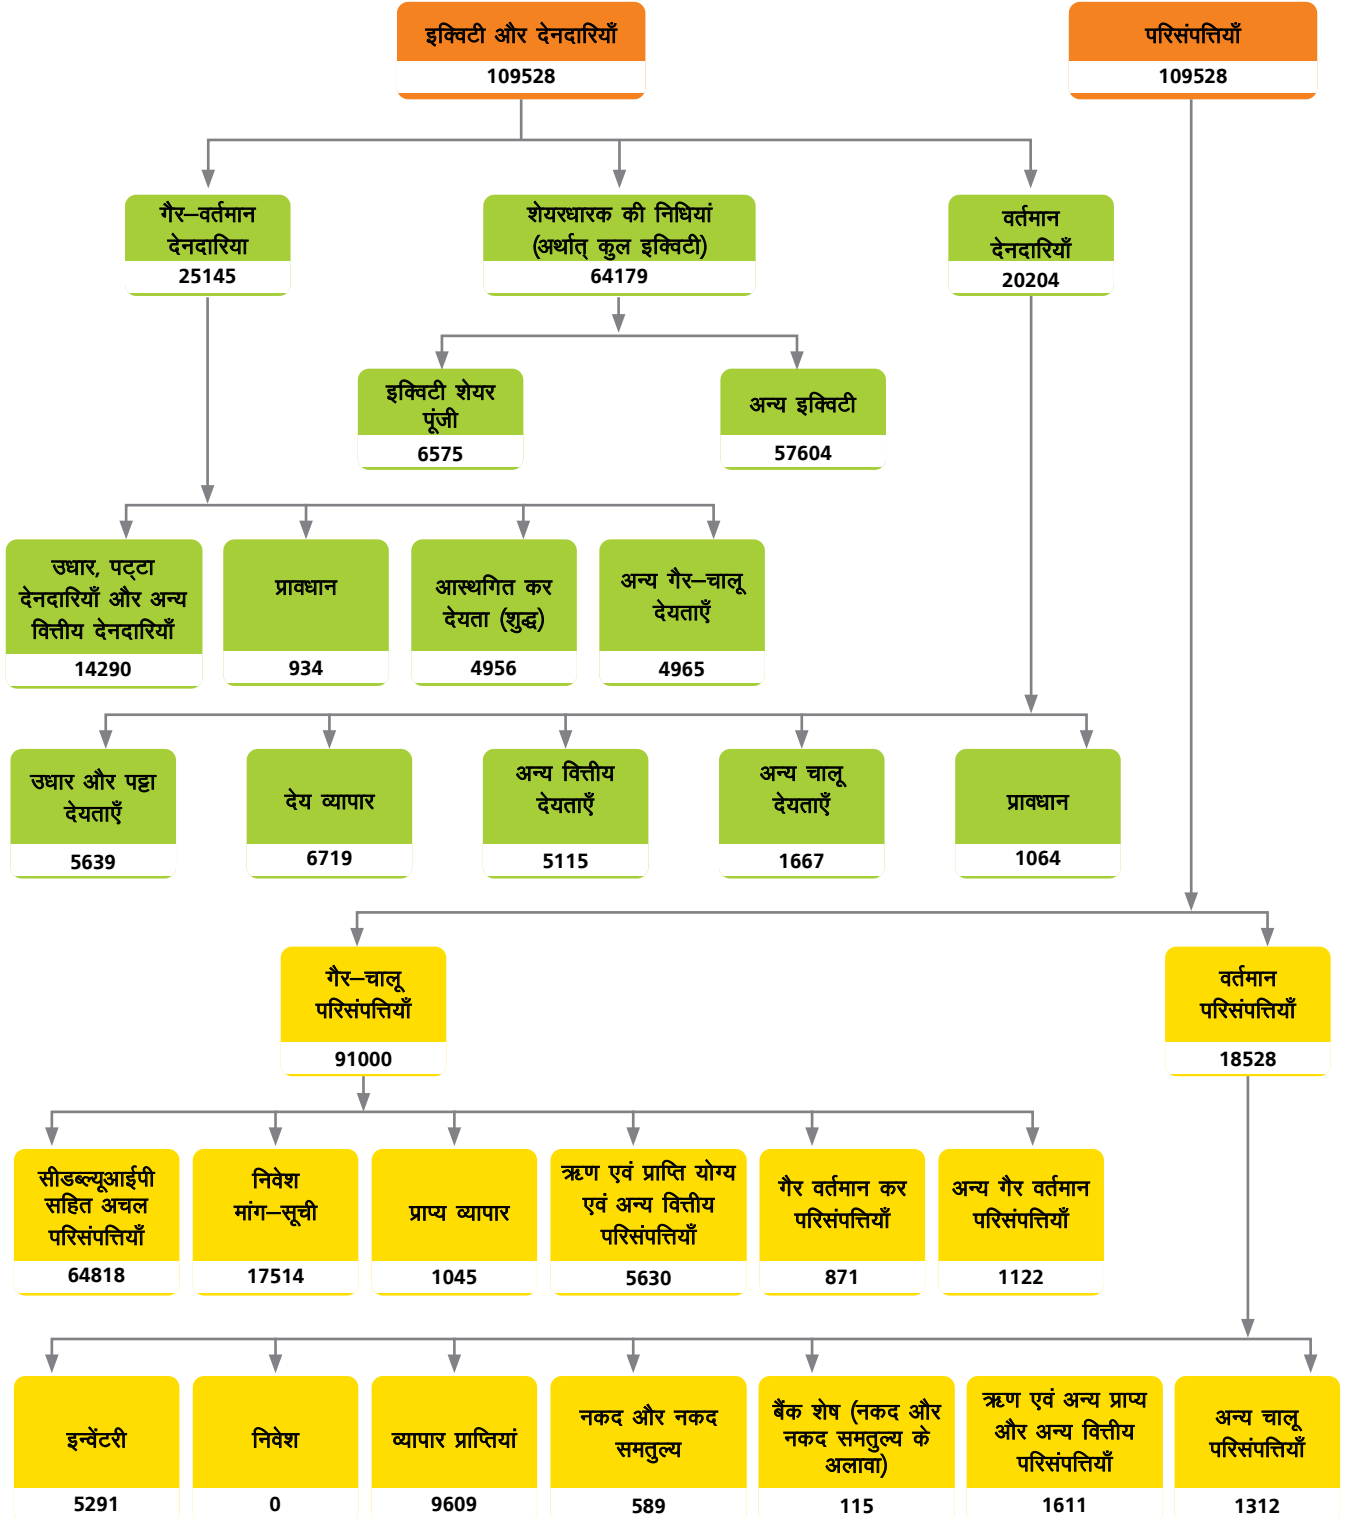 इक्विटी और देनदारियाँ
109528
परिसंपत्तियाँ
109528
गैर–वर्तमान
देनदारिया
25145
शेयरधारक की निधियां
(अर्थात् कुल इक्विटी)
64179
वर्तमान
देनदारियाँ
20204
इक्विटी शेयर
पूंजी
6575
अन्य इक्विटी
57604
उधार, पट्टा
देनदारियाँ और अन्य
वित्तीय देनदारियाँ
14290
प्रावधान
934
आस्थगित कर
देयता (शुद्ध)
4956
अन्य गैर–चालू
देयताएँ
4965
उधार और पट्टा
देयताएँ
5639
देय व्यापार
6719
अन्य वित्तीय
देयताएँ
5115
अन्य चालू
देयताएँ
1667
प्रावधान
1064
गैर–चालू
परिसंपत्तियाँ
91000
वर्तमान
परिसंपत्तियाँ
18528
सीडब्ल्यूआईपी
सहित अचल
परिसंपत्तियाँ
64818
निवेश
मांग–सूची
17514
प्राप्य व्यापार
1045
ऋण एवं प्राप्ति योग्य
एवं अन्य वित्तीय
परिसंपत्तियाँ
5630
गैर वर्तमान कर
परिसंपत्तियाँ
871
अन्य गैर वर्तमान
परिसंपत्तियाँ
1122
इन्वेंटरी
5291
निवेश
0
व्यापार प्राप्तियां
9609
नकद और नकद
समतुल्य
589
बैंक शेष (नकद और
नकद समतुल्य के
अलावा)
115
ऋण एवं अन्य प्राप्य
और अन्य वित्तीय
परिसंपत्तियाँ
1611
अन्य चालू
परिसंपत्तियाँ
1312